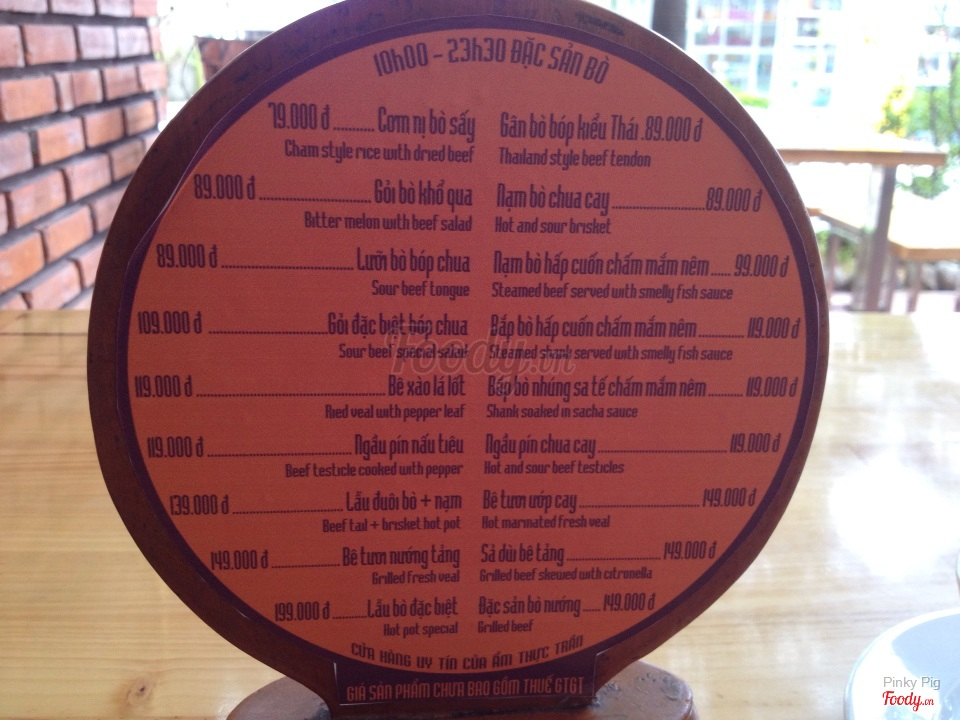 10h00 - 23h30 ĐẶC SẢN BÒ
79.000 đ .......... Cơm nị bò sấy
Cham style rice with dried beef
89.000 đ .......... Gỏi bò khổ qua
Bitter melon with beef salad
89.000 đ .......... Lưỡi bò bóp chua
Sour beef tongue
109.000 đ .......... Gỏi đặc biệt bóp chua
Sour beef special salad
119.000 đ .......... Bê xào lá lốt
Ried veal with pepper leaf
119.000 đ .......... Ngầu pín nấu tiêu
Beef testicle cooked with pepper
139.000 đ .......... Lẩu đuôi bò + nạm
Beef tail + brisket hot pot
149.000 đ .......... Bê tươi nướng tảng
Grilled fresh veal
199.000 đ .......... Lẩu bò đặc biệt
Hot pot special
Gân bò bóp kiểu Thái .89.000 đ
Thailand style beef tendon
Nạm bò chua cay .......... 89.000 đ
Hot and sour brisket
Nạm bò hấp cuốn chấm mắm nêm ..... 99.000 đ
Steamed beef served with smelly fish sauce
Bắp bò hấp cuốn chấm mắm nêm .......... 119.000 đ
Steamed shank served with smelly fish sauce
Bắp bò nhúng sa tế chấm mắm nêm .......... 119.000 đ
Shank soaked in sacha sauce
Ngầu pín chua cay .......... 119.000 đ
Hot and sour beef testicles
Bê tươi ướp cay .......... 149.000 đ
Hot marinated fresh veal
Sả dùi bê tảng .......... 149.000 đ
Grilled beef skewed with citronella
Đặc sản bò nướng ..... 149.000 đ
Grilled beef
CỬA HÀNG UY TÍN CỦA ẨM THỰC TRẦN
GIÁ SẢN PHẨM CHƯA BAO GỒM THUẾ GTGT
Foody.vn
Pinky Pig
Foody.vn